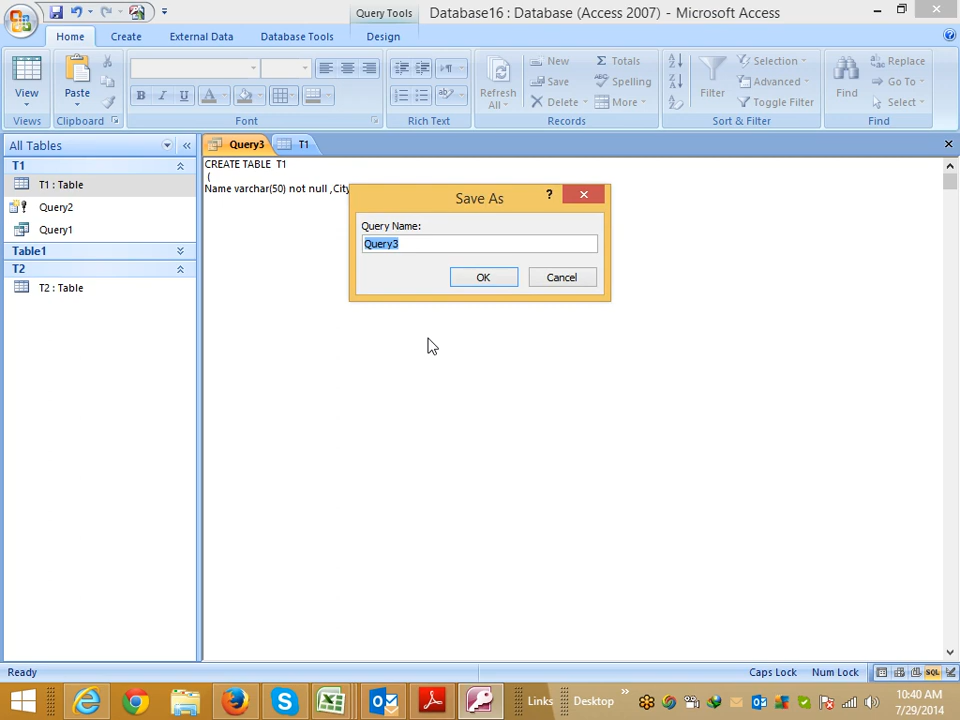 Query Tools
Database16 : Database (Access 2007) - Microsoft Access
Home
Create
External Data
Database Tools
Design
View
Views
Paste
Clipboard
B I U A
Font
Rich Text
Refresh All
New
Save
Delete
Totals
Spelling
More
Records
Filter
Selection
Advanced
Toggle Filter
Sort & Filter
Find
Replace
Go To
Select
Find
All Tables
T1
T1 : Table
Query2
Query1
Table1
T2
T2 : Table
Query3
T1
CREATE TABLE T1
(
Name varchar(50) not null ,City
Save As
?
Query Name:
Query3
OK
Cancel
Ready
Caps Lock
Num Lock
SQL
Links
Desktop
10:40 AM
7/29/2014